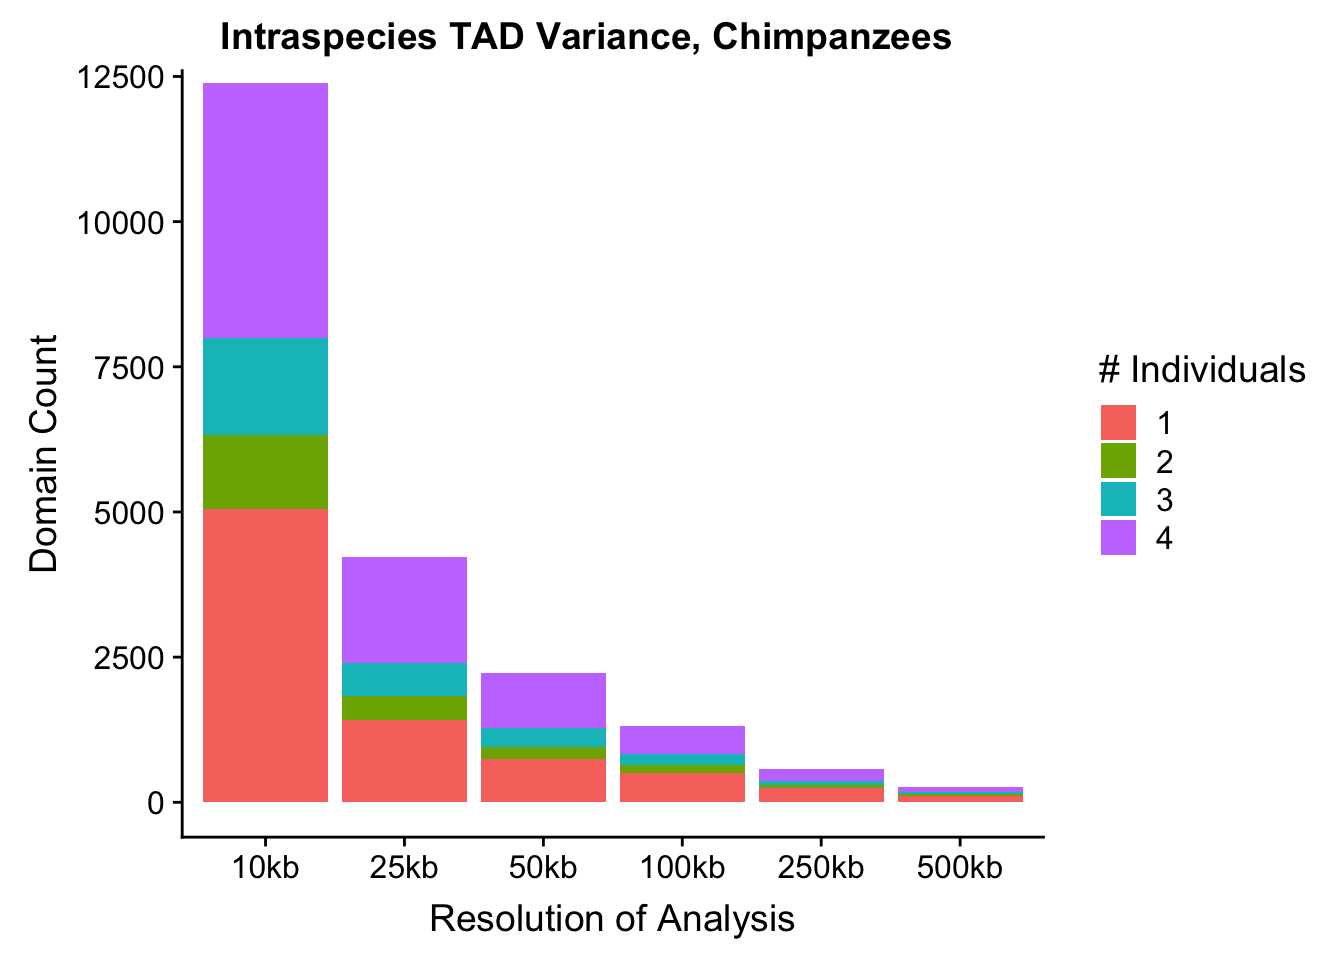 Intraspecies TAD Variance, Chimpanzees
12500
10000
7500
5000
2500
0
Domain Count
10kb 25kb 50kb 100kb 250kb 500kb
Resolution of Analysis
# Individuals
1
2
3
4